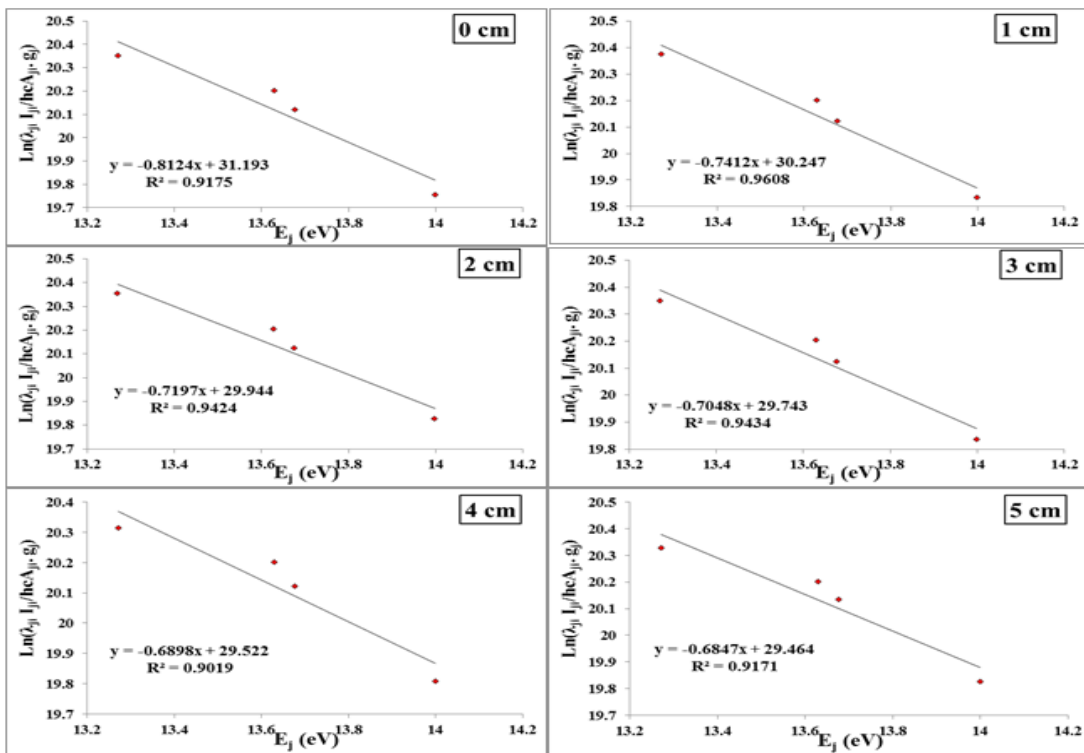 0 cm
20.5
20.4
20.3
20.2
20.1
20
19.9
19.8
19.7
Ln(λji Iji/hcAji. gj)
y = -0.8124x + 31.193
R² = 0.9175
13.2 13.4 13.6 13.8 14 14.2
Ej (eV)
1 cm
20.5
20.4
20.3
20.2
20.1
20
19.9
19.8
Ln(λji Iji/hcAji. gj)
y = -0.7412x + 30.247
R² = 0.9608
13.2 13.4 13.6 13.8 14 14.2
Ej (eV)
2 cm
20.5
20.4
20.3
20.2
20.1
20
19.9
19.8
19.7
Ln(λji Iji/hcAji. gj)
y = -0.7197x + 29.944
R² = 0.9424
13.2 13.4 13.6 13.8 14 14.2
Ej (eV)
3 cm
20.5
20.4
20.3
20.2
20.1
20
19.9
19.8
Ln(λji Iji/hcAji. gj)
y = -0.7048x + 29.743
R² = 0.9434
13.2 13.4 13.6 13.8 14 14.2
Ej (eV)
4 cm
20.4
20.3
20.2
20.1
20
19.9
19.8
19.7
Ln(λji Iji/hcAji. gj)
y = -0.6898x + 29.522
R² = 0.9019
13.2 13.4 13.6 13.8 14 14.2
Ej (eV)
5 cm
20.5
20.4
20.3
20.2
20.1
20
19.9
19.8
19.7
Ln(λji Iji/hcAji. gj)
y = -0.6847x + 29.464
R² = 0.9171
13.2 13.4 13.6 13.8 14 14.2
Ej (eV)